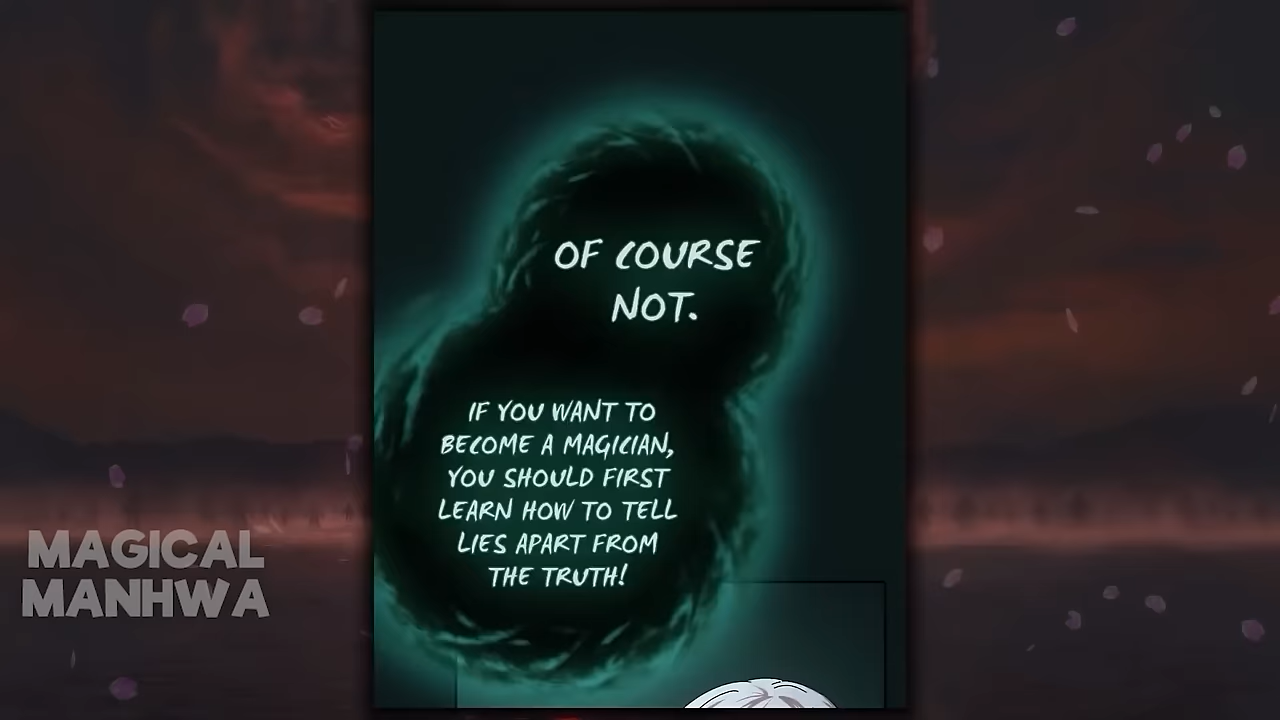 OF COURSE
NOT.
IF YOU WANT TO
BECOME A MAGICIAN,
YOU SHOULD FIRST
LEARN HOW TO TELL
LIES APART FROM
THE TRUTH!
MAGICAL
MANHWA